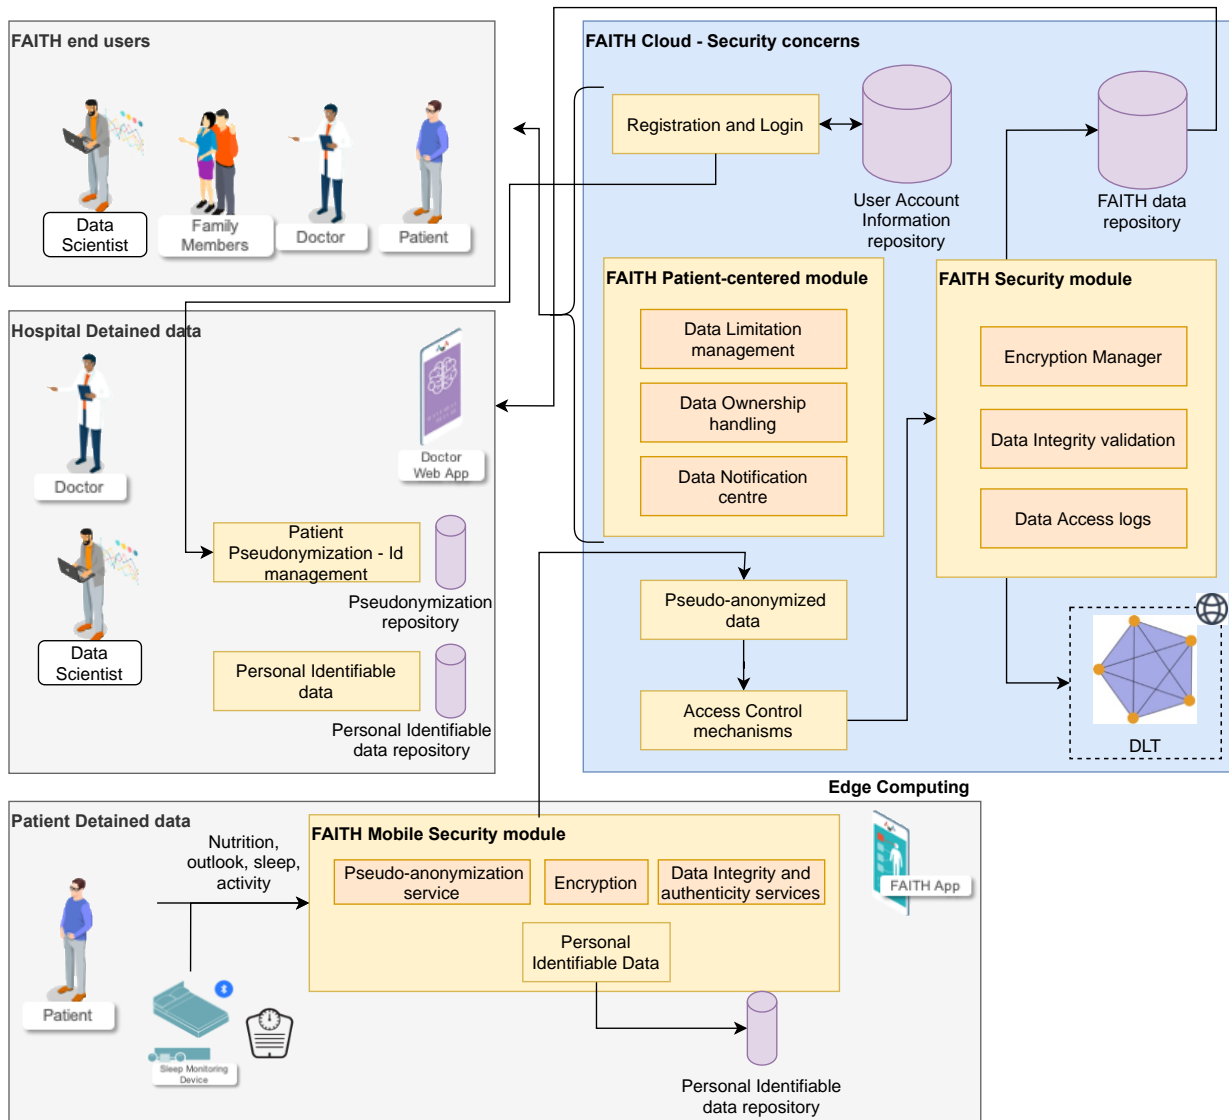 FAITH end users
Data
Scientist
Family
Members
Doctor
Patient
FAITH Cloud - Security concerns
Registration and Login
User Account
Information
repository
FAITH data
repository
FAITH Patient-centered module
Data Limitation
management
Data Ownership
handling
Data Notification
centre
FAITH Security module
Encryption Manager
Data Integrity validation
Data Access logs
Pseudo-anonymized
data
Access Control
mechanisms
DLT
Hospital Detained data
Doctor
Doctor
Web App
Data
Scientist
Patient
Pseudonymization - Id
management
Pseudonymization
repository
Personal Identifiable
data
Personal Identifiable
data repository
Edge Computing
Patient Detained data
Nutrition,
outlook, sleep,
activity
Patient
Sleep Monitoring
Device
FAITH Mobile Security module
Pseudo-anonymization
service
Encryption
Data Integrity and
authenticity services
Personal
Identifiable Data
FAITH App
Personal Identifiable
data repository